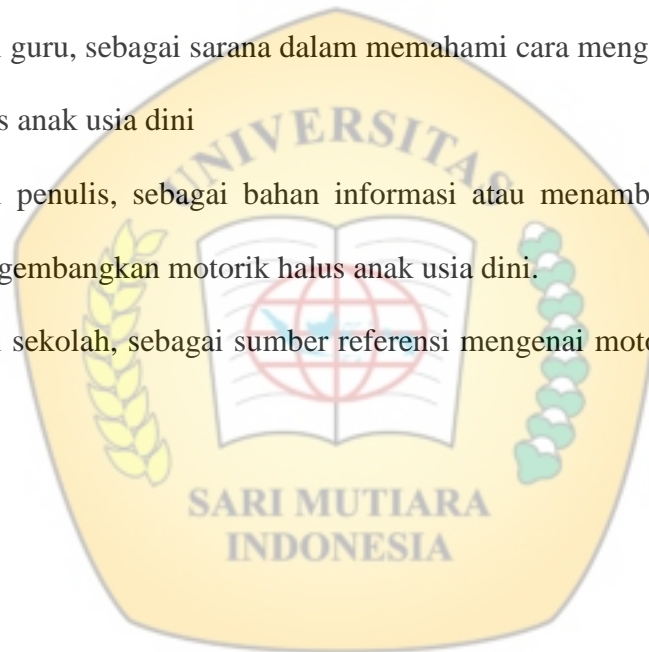 guru, sebagai sarana dalam memahami cara meng
anak usia dini
UNIVERSITAS
penulis, sebagai bahan informasi atau menamb
gembangkan motorik halus anak usia dini.
sekolah, sebagai sumber referensi mengenai moto
SARI MUTIARA
INDONESIA